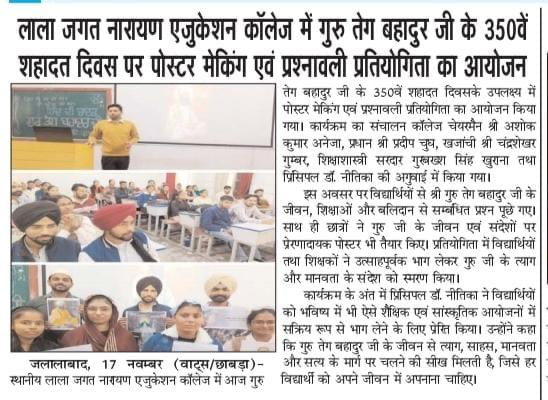 लाला जगत नारायण एजुकेशन कॉलेज में गुरु तेग बहादुर जी के 350वें
शहादत दिवस पर पोस्टर मेकिंग एवं प्रश्नावली प्रतियोगिता का आयोजन
जलालाबाद, 17 नवम्बर (वाट्स/छाबड़ा)-
स्थानीय लाला जगत नारायण एजुकेशन कॉलेज में आज गुरु
तेग बहादुर जी के 350वें शहादत दिवसके उपलक्ष्य में
पोस्टर मेकिंग एवं प्रश्नावली प्रतियोगिता का आयोजन किया
गया। कार्यक्रम का संचालन कॉलेज चेयरमैन श्री अशोक
कुमार अनेजा, प्रधान श्री प्रदीप चुघ, खजांची श्री चंद्रशेखर
गुम्बर, शिक्षाशास्त्री सरदार गुरबख्श सिंह खुराना तथा
प्रिंसिपल डॉ. नीतिका की अगुवाई में किया गया।
इस अवसर पर विद्यार्थियों से श्री गुरु तेग बहादुर जी के
जीवन, शिक्षाओं और बलिदान से सम्बंधित प्रश्न पूछे गए।
साथ ही छात्रों ने गुरु जी के जीवन एवं संदेशों पर
प्रेरणादायक पोस्टर भी तैयार किए। प्रतियोगिता में विद्यार्थियों
तथा शिक्षकों ने उत्साहपूर्वक भाग लेकर गुरु जी के त्याग
और मानवता के संदेश को स्मरण किया।
कार्यक्रम के अंत में प्रिंसिपल डॉ. नीतिका ने विद्यार्थियों
को भविष्य में भी ऐसे शैक्षिक एवं सांस्कृतिक आयोजनों में
सक्रिय रूप से भाग लेने के लिए प्रेरित किया। उन्होंने कहा
कि गुरु तेग बहादुर जी के जीवन से त्याग, साहस, मानवता
और सत्य के मार्ग पर चलने की सीख मिलती है, जिसे हर
विद्यार्थी को अपने जीवन में अपनाना चाहिए।